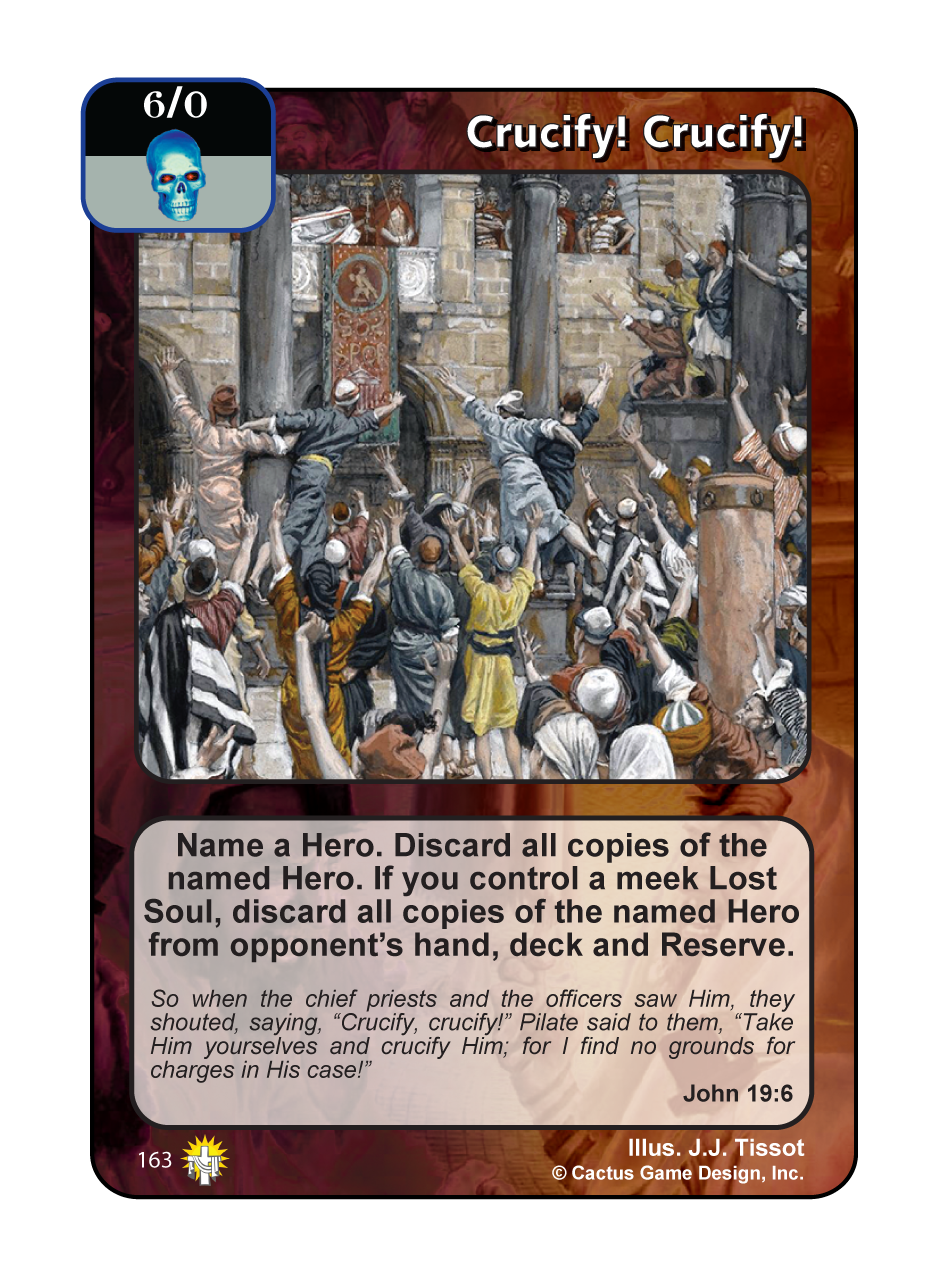 6/0
Crucify! Crucify!
SPQR
Name a Hero. Discard all copies of the
named Hero. If you control a meek Lost
Soul, discard all copies of the named Hero
from opponent’s hand, deck and Reserve.
So when the chief priests and the officers saw Him, they
shouted, saying, “Crucify, crucify!” Pilate said to them, “Take
Him yourselves and crucify Him; for I find no grounds for
charges in His case!”
John 19:6
Illus. J.J. Tissot
163
© Cactus Game Design, Inc.